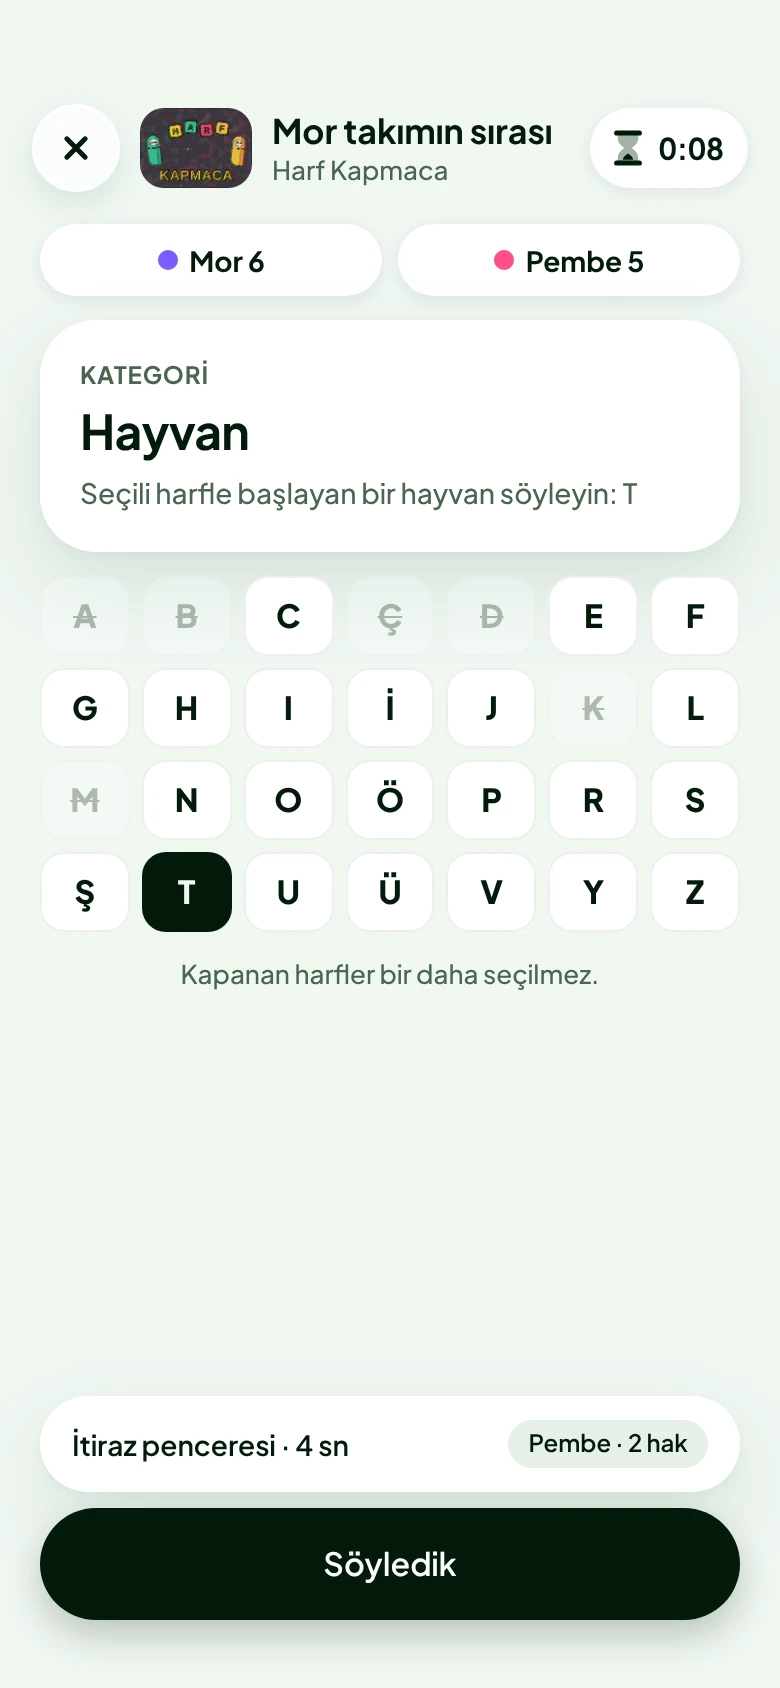 HARF
KAPMACA
Mor takımın sırası
Harf Kapmaca
0:08
Mor 6
Pembe 5
KATEGORİ
Hayvan
Seçili harfle başlayan bir hayvan söyleyin: T
A B C Ç D E F
G H I İ J K L
M N O Ö P R S
Ş T U Ü V Y Z
Kapanan harfler bir daha seçilmez.
İtiraz penceresi · 4 sn
Pembe · 2 hak
Söyledik